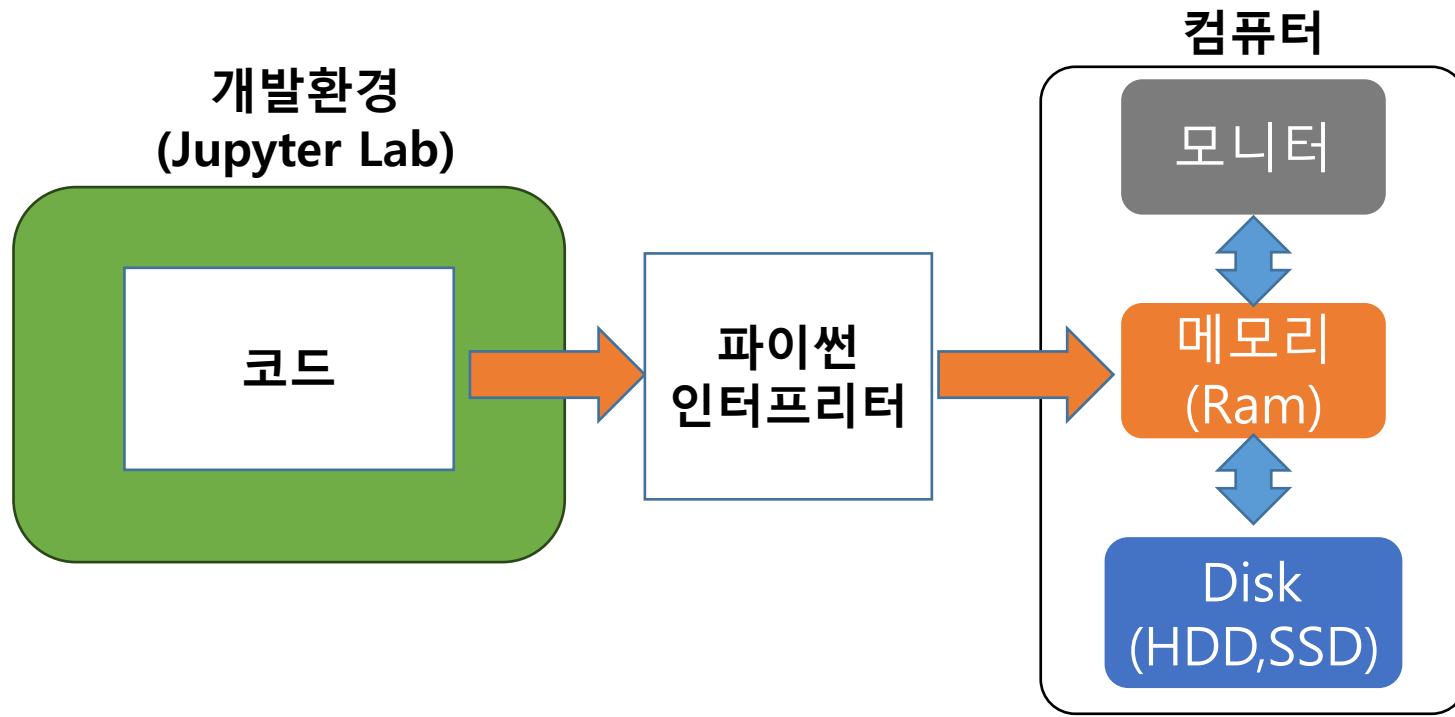 개발환경
(Jupyter Lab)
코드
파이썬
인터프리터
컴퓨터
모니터
메모리
(Ram)
Disk
(HDD,SSD)